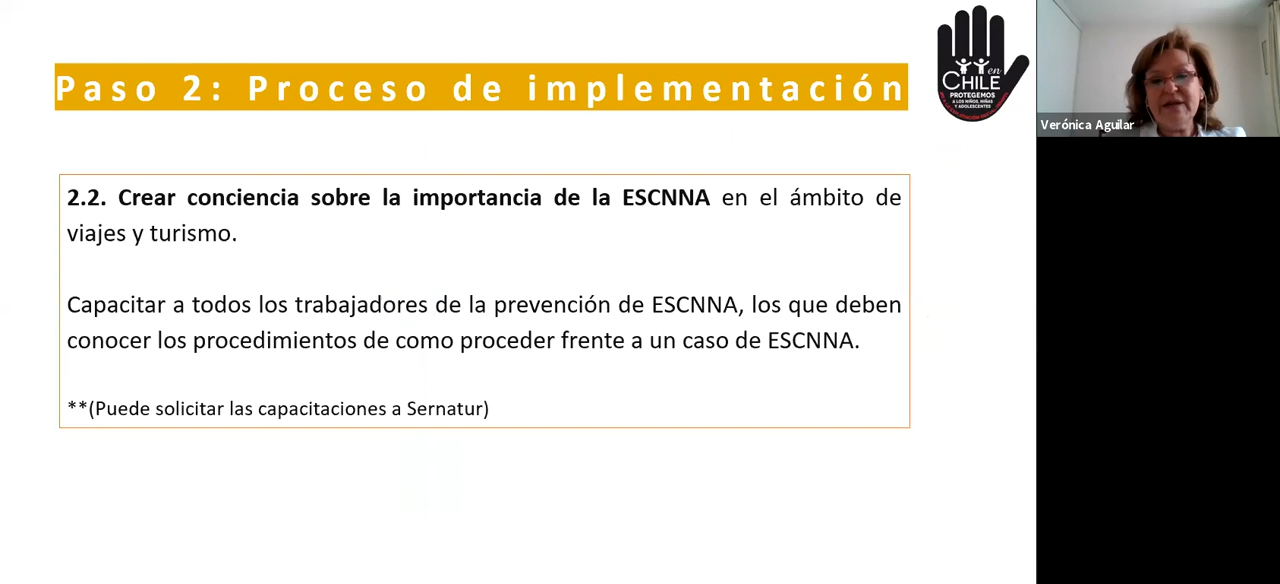 Paso 2: Proceso de implementación
en
CHILE
PROTEGEMOS
A LOS NIÑOS, NIÑAS
Y ADOLESCENTES
Verónica Aguilar
2.2. Crear conciencia sobre la importancia de la ESCNNA en el ámbito de
viajes y turismo.
Capacitar a todos los trabajadores de la prevención de ESCNNA, los que deben
conocer los procedimientos de como proceder frente a un caso de ESCNNA.
**(Puede solicitar las capacitaciones a Sernatur)